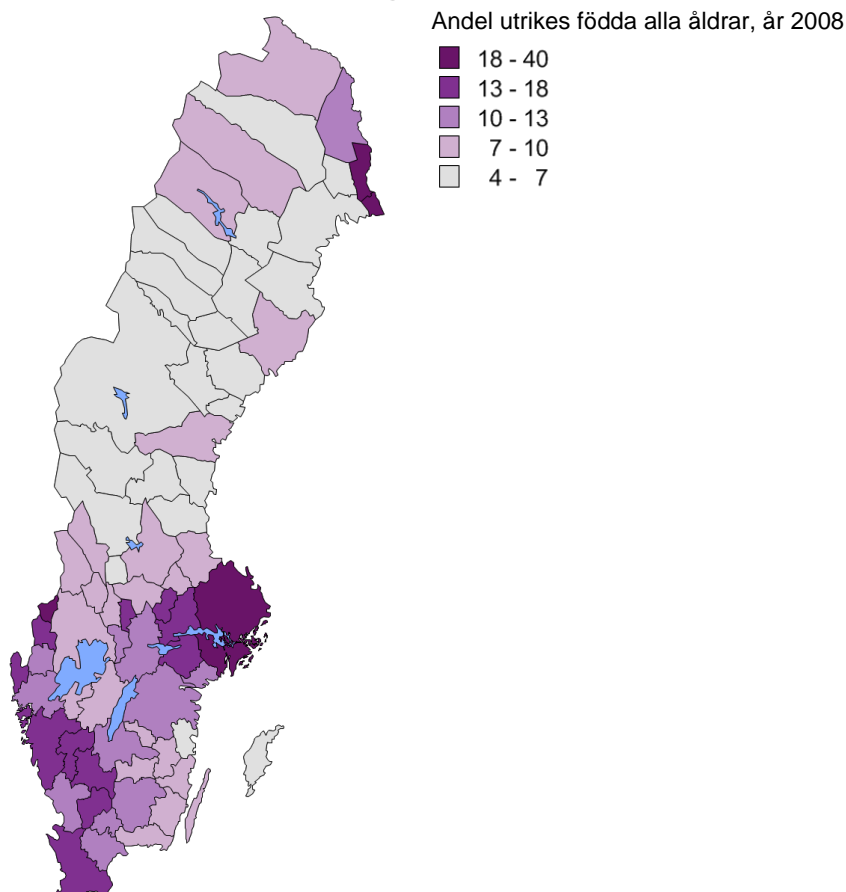 Andel utrikes födda alla åldrar, år 2008
18 - 40
13 - 18
10 - 13
7 - 10
4 - 7